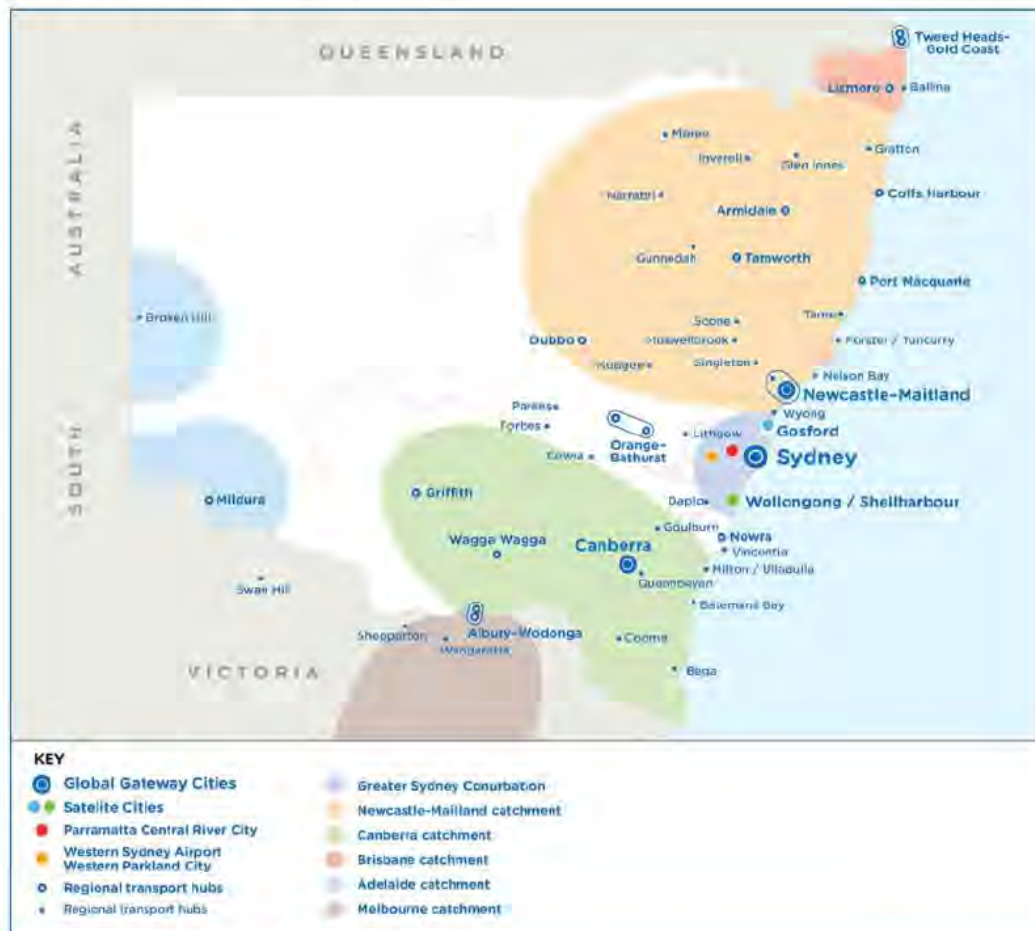 QUEENSLAND
Tweed Heads-
Gold Coast
Lismore
Ballina
AUSTRALIA
Moree
Inverell
Glen Innes
Grafton
Narrabri
Armidale
Coffs Harbour
Gunnedah
Tamworth
Port Macquarie
Broken Hill
Scone
Taree
Dubbo
Muswellbrook
Forster / Tuncurry
Mudgee
Singleton
Nelson Bay
Newcastle-Maitland
Parkes
Wyong
Forbes
Gosford
Orange-
Bathurst
Lithgow
Cowra
Sydney
SOUTH
Mildura
Griffith
Dapto
Wollongong / Shellharbour
Goulburn
Nowra
Wagga Wagga
Canberra
Vincentia
Milton / Ulladulla
Queanbeyan
Swan Hill
Batemans Bay
Shepparton
Albury-Wodonga
Wangaratta
Cooma
VICTORIA
Bega
KEY
Global Gateway Cities
Satelite Cities
Parramatta Central River City
Western Sydney Airport
Western Parkland City
Regional transport hubs
Regional transport hubs
Greater Sydney Conurbation
Newcastle-Mailland catchment
Canberra catchment
Brisbane catchment
Adelaide catchment
Melbourne catchment